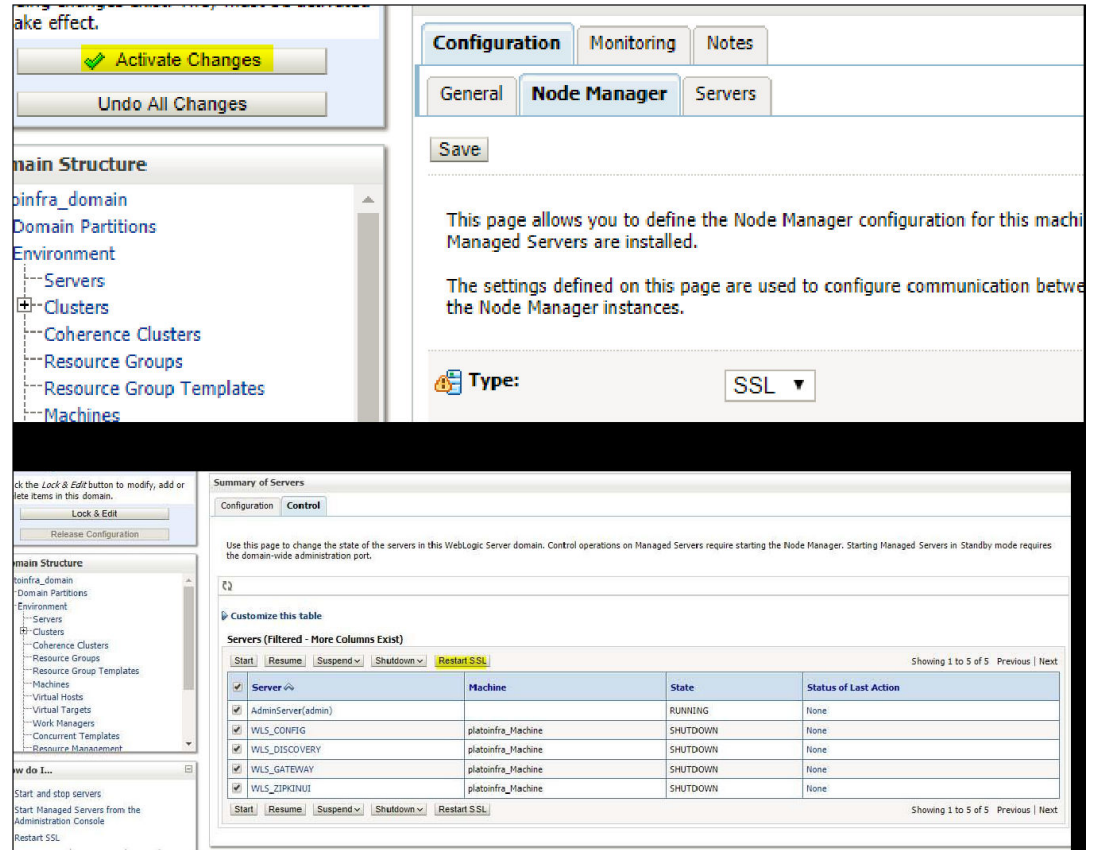 ake effect.
Activate Changes
Undo All Changes
main Structure
oinfra_domain
Domain Partitions
Environment
Servers
Clusters
Coherence Clusters
Resource Groups
Resource Group Templates
Machines
Configuration Monitoring Notes
General Node Manager Servers
Save
This page allows you to define the Node Manager configuration for this machi
Managed Servers are installed.
The settings defined on this page are used to configure communication betwe
the Node Manager instances.
Type: SSL
ck the Lock & Edit button to modify, add or
lete items in this domain.
Lock & Edit
Release Configuration
main Structure
toinfra_domain
Domain Partitions
Environment
Servers
Clusters
Coherence Clusters
Resource Groups
Resource Group Templates
Machines
Virtual Hosts
Virtual Targets
Work Managers
Concurrent Templates
Resource Management
ow do I...
Start and stop servers
Start Managed Servers from the
Administration Console
Restart SSL
Summary of Servers
Configuration Control
Use this page to change the state of the servers in this WebLogic Server domain. Control operations on Managed Servers require starting the Node Manager. Starting Managed Servers in Standby mode requires
the domain-wide administration port.
Customize this table
Servers (Filtered - More Columns Exist)
Start Resume Suspend Shutdown Restart SSL Showing 1 to 5 of 5 Previous | Next
Server Machine State Status of Last Action
AdminServer(admin) RUNNING None
WLS_CONFIG platoinfra_Machine SHUTDOWN None
WLS_DISCOVERY platoinfra_Machine SHUTDOWN None
WLS_GATEWAY platoinfra_Machine SHUTDOWN None
WLS_ZIPKINUI platoinfra_Machine SHUTDOWN None
Start Resume Suspend Shutdown Restart SSL Showing 1 to 5 of 5 Previous | Next